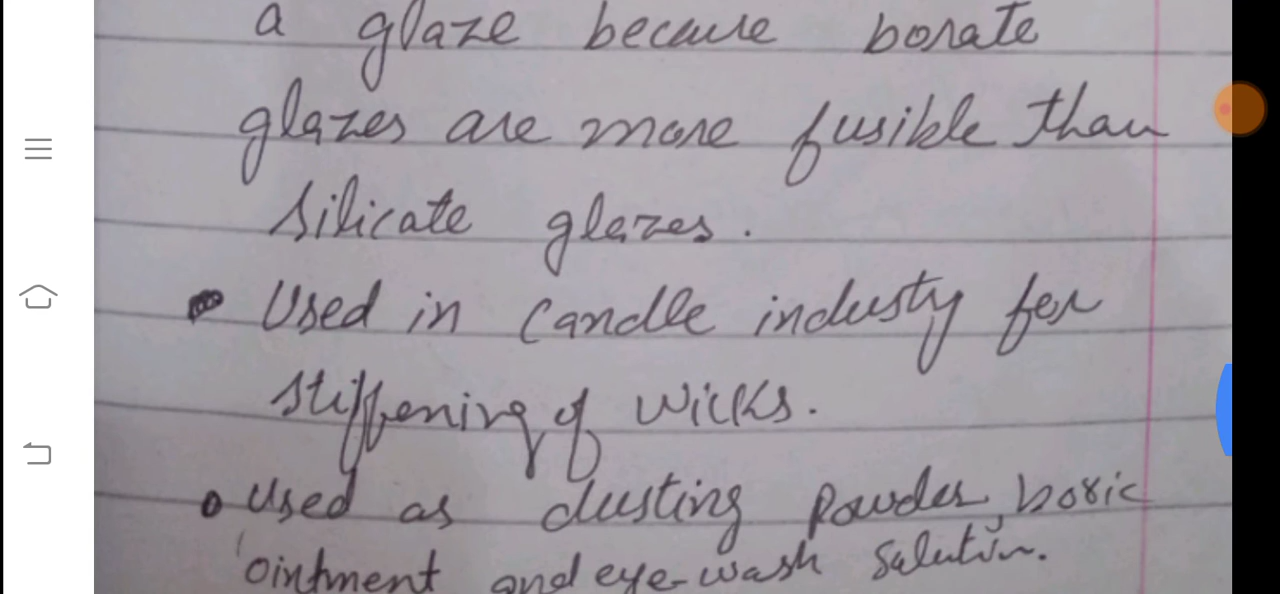 a glaze because borate
glazes are more fusible than
silicate glazes.
Used in candle industy for
stiffening of wicks.
Used as dusting powder, boric
ointment and eye-wash solution.